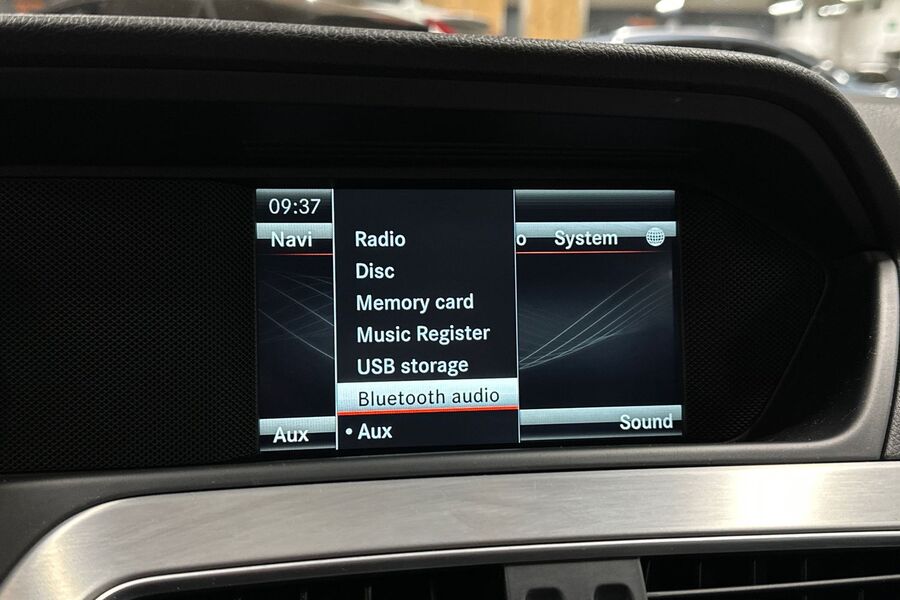 09:37
Navi
o
System
Radio
Disc
Memory card
Music Register
USB storage
Bluetooth audio
• Aux
Aux
Sound